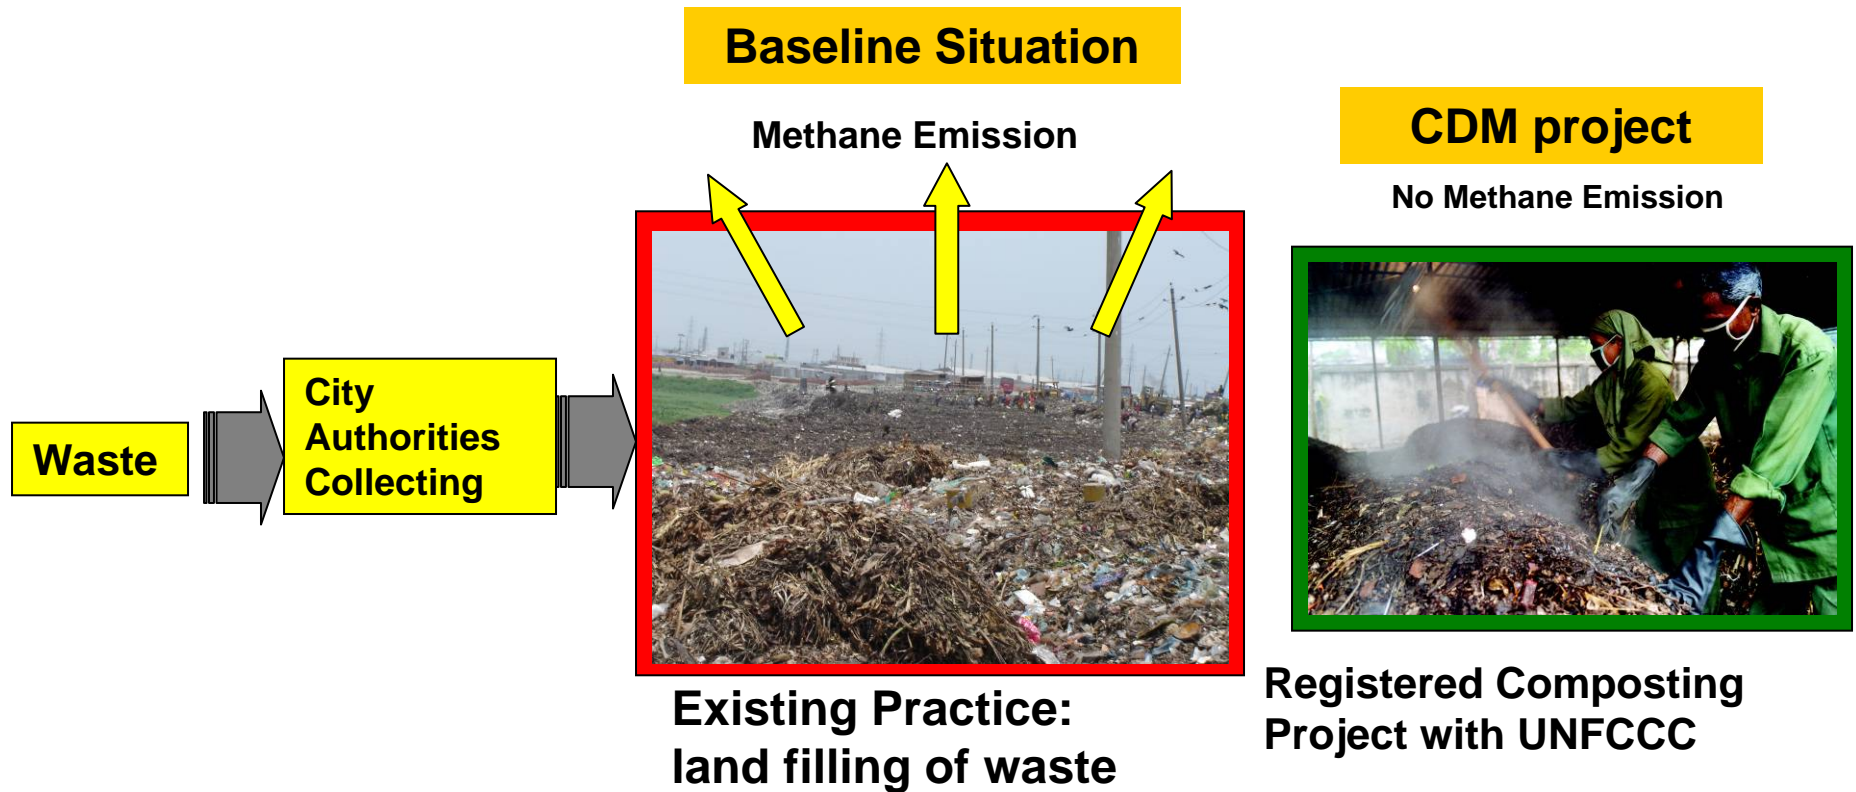 Baseline Situation
Methane Emission
CDM project
No Methane Emission
Waste
City
Authorities
Collecting
Existing Practice:
land filling of waste
Registered Composting
Project with UNFCCC